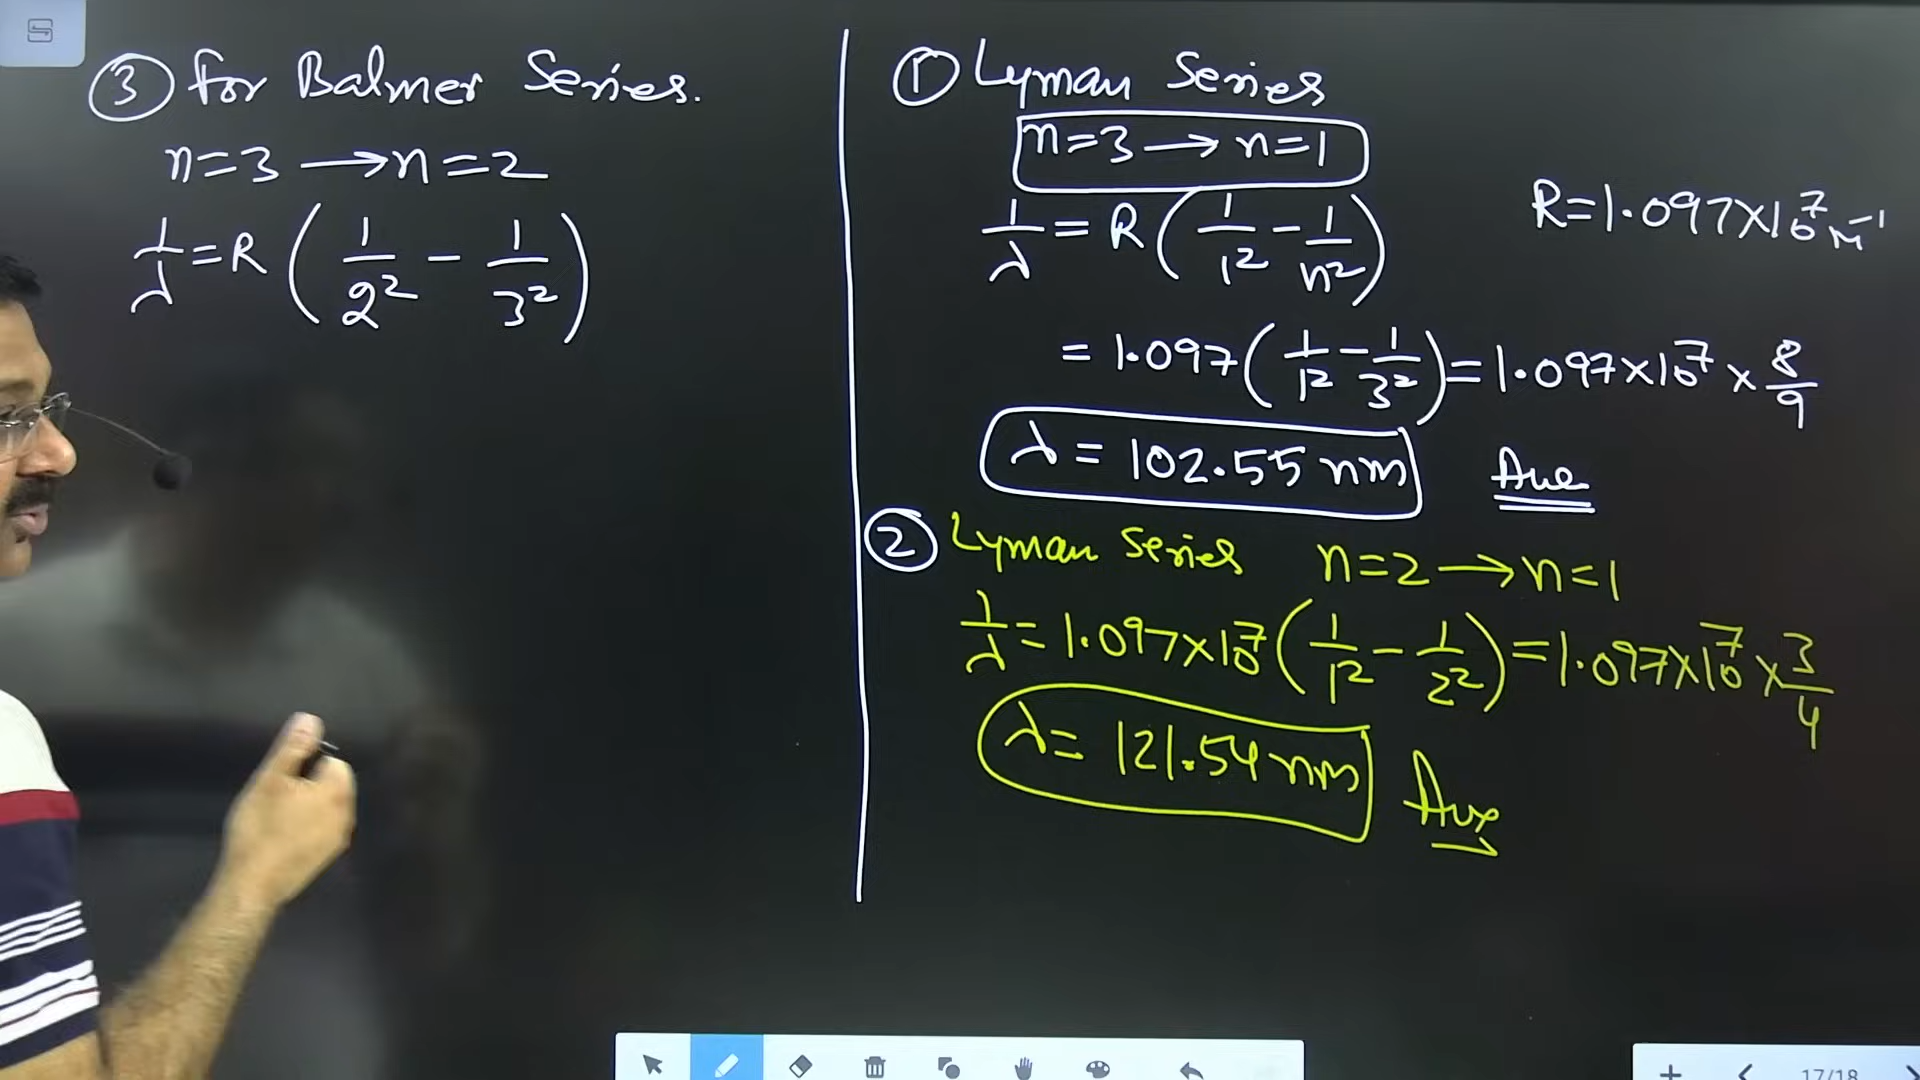 ③ For Balmer Series.
n=3 → n=2
1/λ = R (1/2² - 1/3²)
① Lyman Series
n=3 → n=1
1/λ = R (1/1² - 1/n²)
R=1.097×10⁷ m⁻¹
= 1.097 (1/1² - 1/3²) = 1.097×10⁷ × 8/9
λ = 102.55 nm
② Lyman Series n=2 → n=1
1/λ = 1.097×10⁷ (1/1² - 1/2²) = 1.097×10⁷ × 3/4
λ = 121.54 nm
17/18